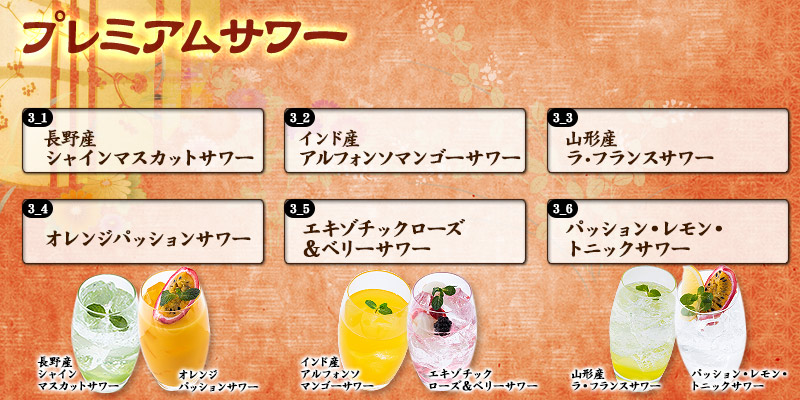 プレミアムサワー
3_1
長野産
シャインマスカットサワー
3_2
インド産
アルフォンソマンゴーサワー
3_3
山形産
ラ・フランスサワー
3_4
オレンジパッションサワー
3_5
エキゾチックローズ
&ベリーサワー
3_6
パッション・レモン・
トニックサワー
長野産
シャイン
マスカットサワー
オレンジ
パッションサワー
インド産
アルフォンソ
マンゴーサワー
エキゾチック
ローズ&ベリーサワー
山形産
ラ・フランスサワー
パッション・レモン・
トニックサワー